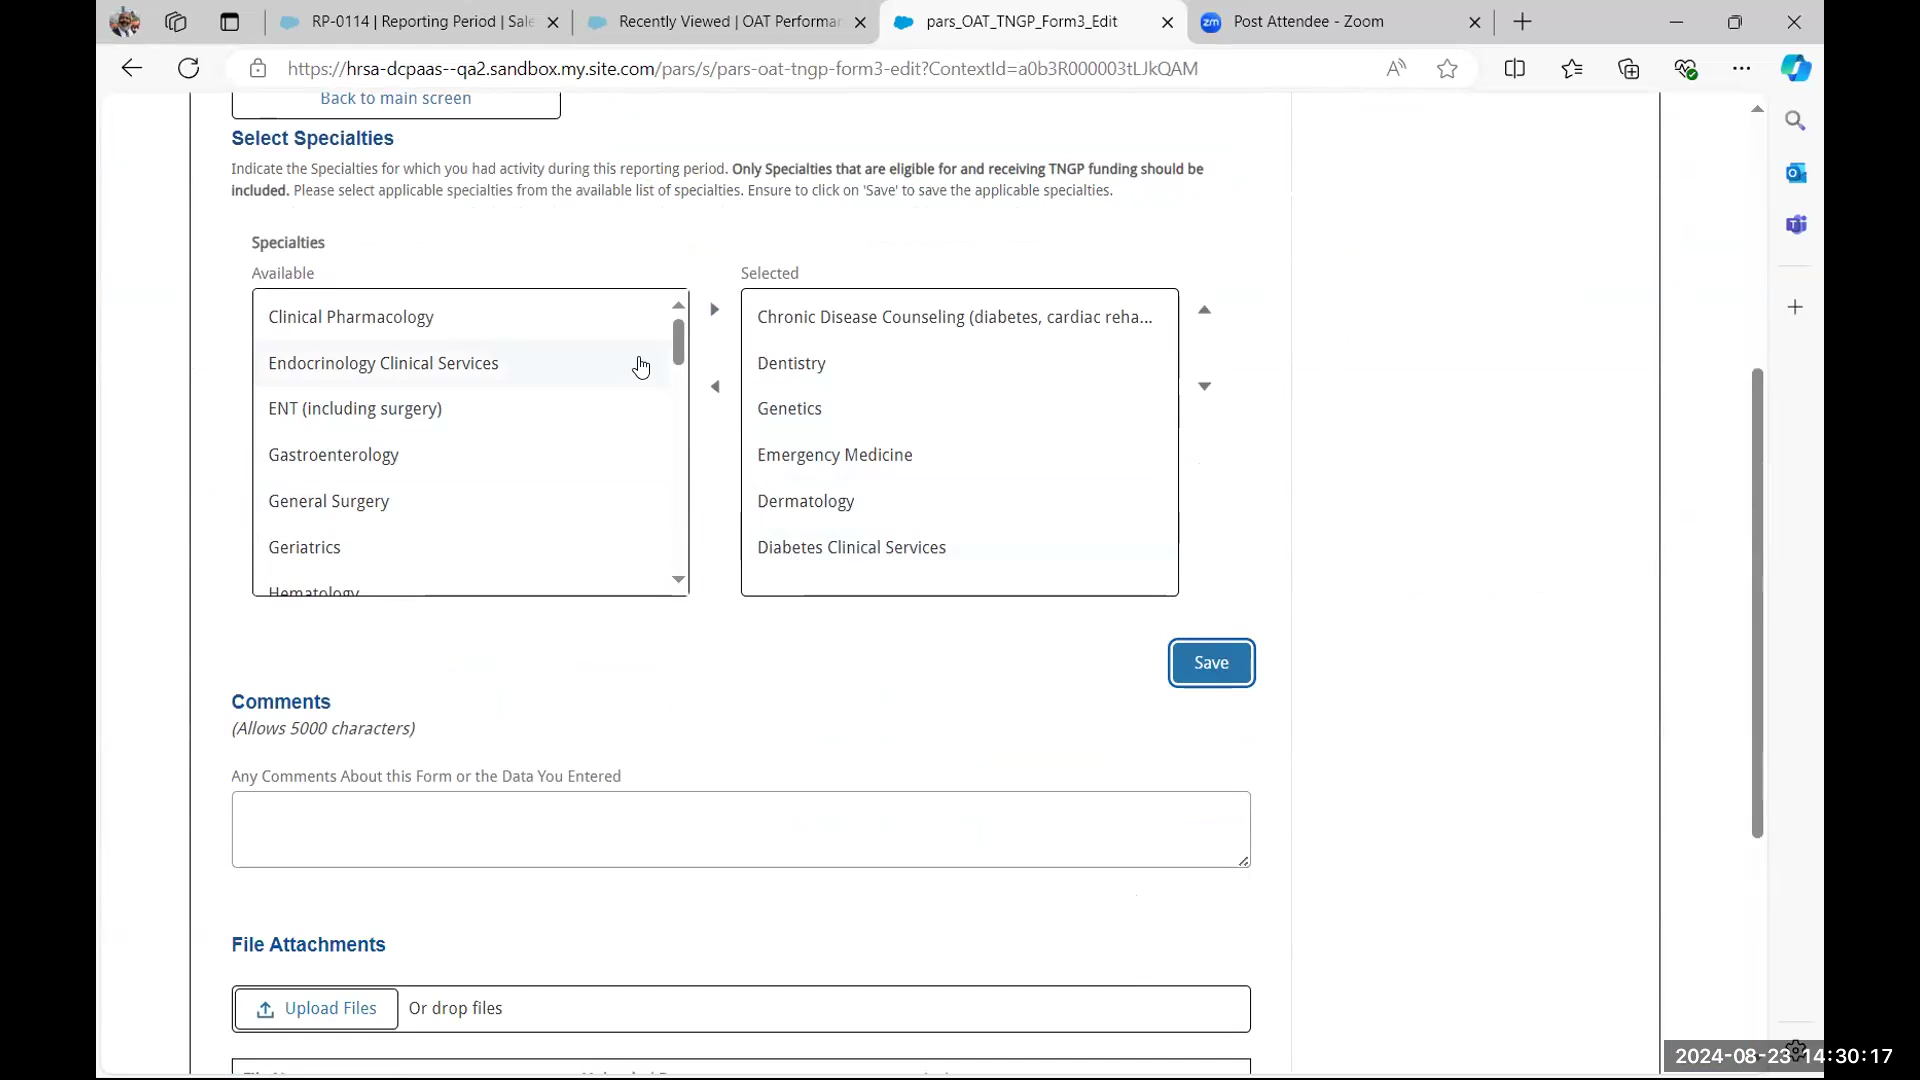 RP-0114 | Reporting Period | Sale
Recently Viewed | OAT Performan
pars_OAT_TNGP_Form3_Edit
Post Attendee - Zoom
https://hrsa-dcpaas--qa2.sandbox.my.site.com/pars/s/pars-oat-tngp-form3-edit?ContextId=a0b3R000003tLJkQAM
Back to main screen
Select Specialties
Indicate the Specialties for which you had activity during this reporting period. Only Specialties that are eligible for and receiving TNGP funding should be
included. Please select applicable specialties from the available list of specialties. Ensure to click on 'Save' to save the applicable specialties.
Specialties
Available
Selected
Clinical Pharmacology
Endocrinology Clinical Services
ENT (including surgery)
Gastroenterology
General Surgery
Geriatrics
Hematology
Chronic Disease Counseling (diabetes, cardiac reha...
Dentistry
Genetics
Emergency Medicine
Dermatology
Diabetes Clinical Services
Save
Comments
(Allows 5000 characters)
Any Comments About this Form or the Data You Entered
File Attachments
Upload Files
Or drop files
2024-08-23 14:30:17